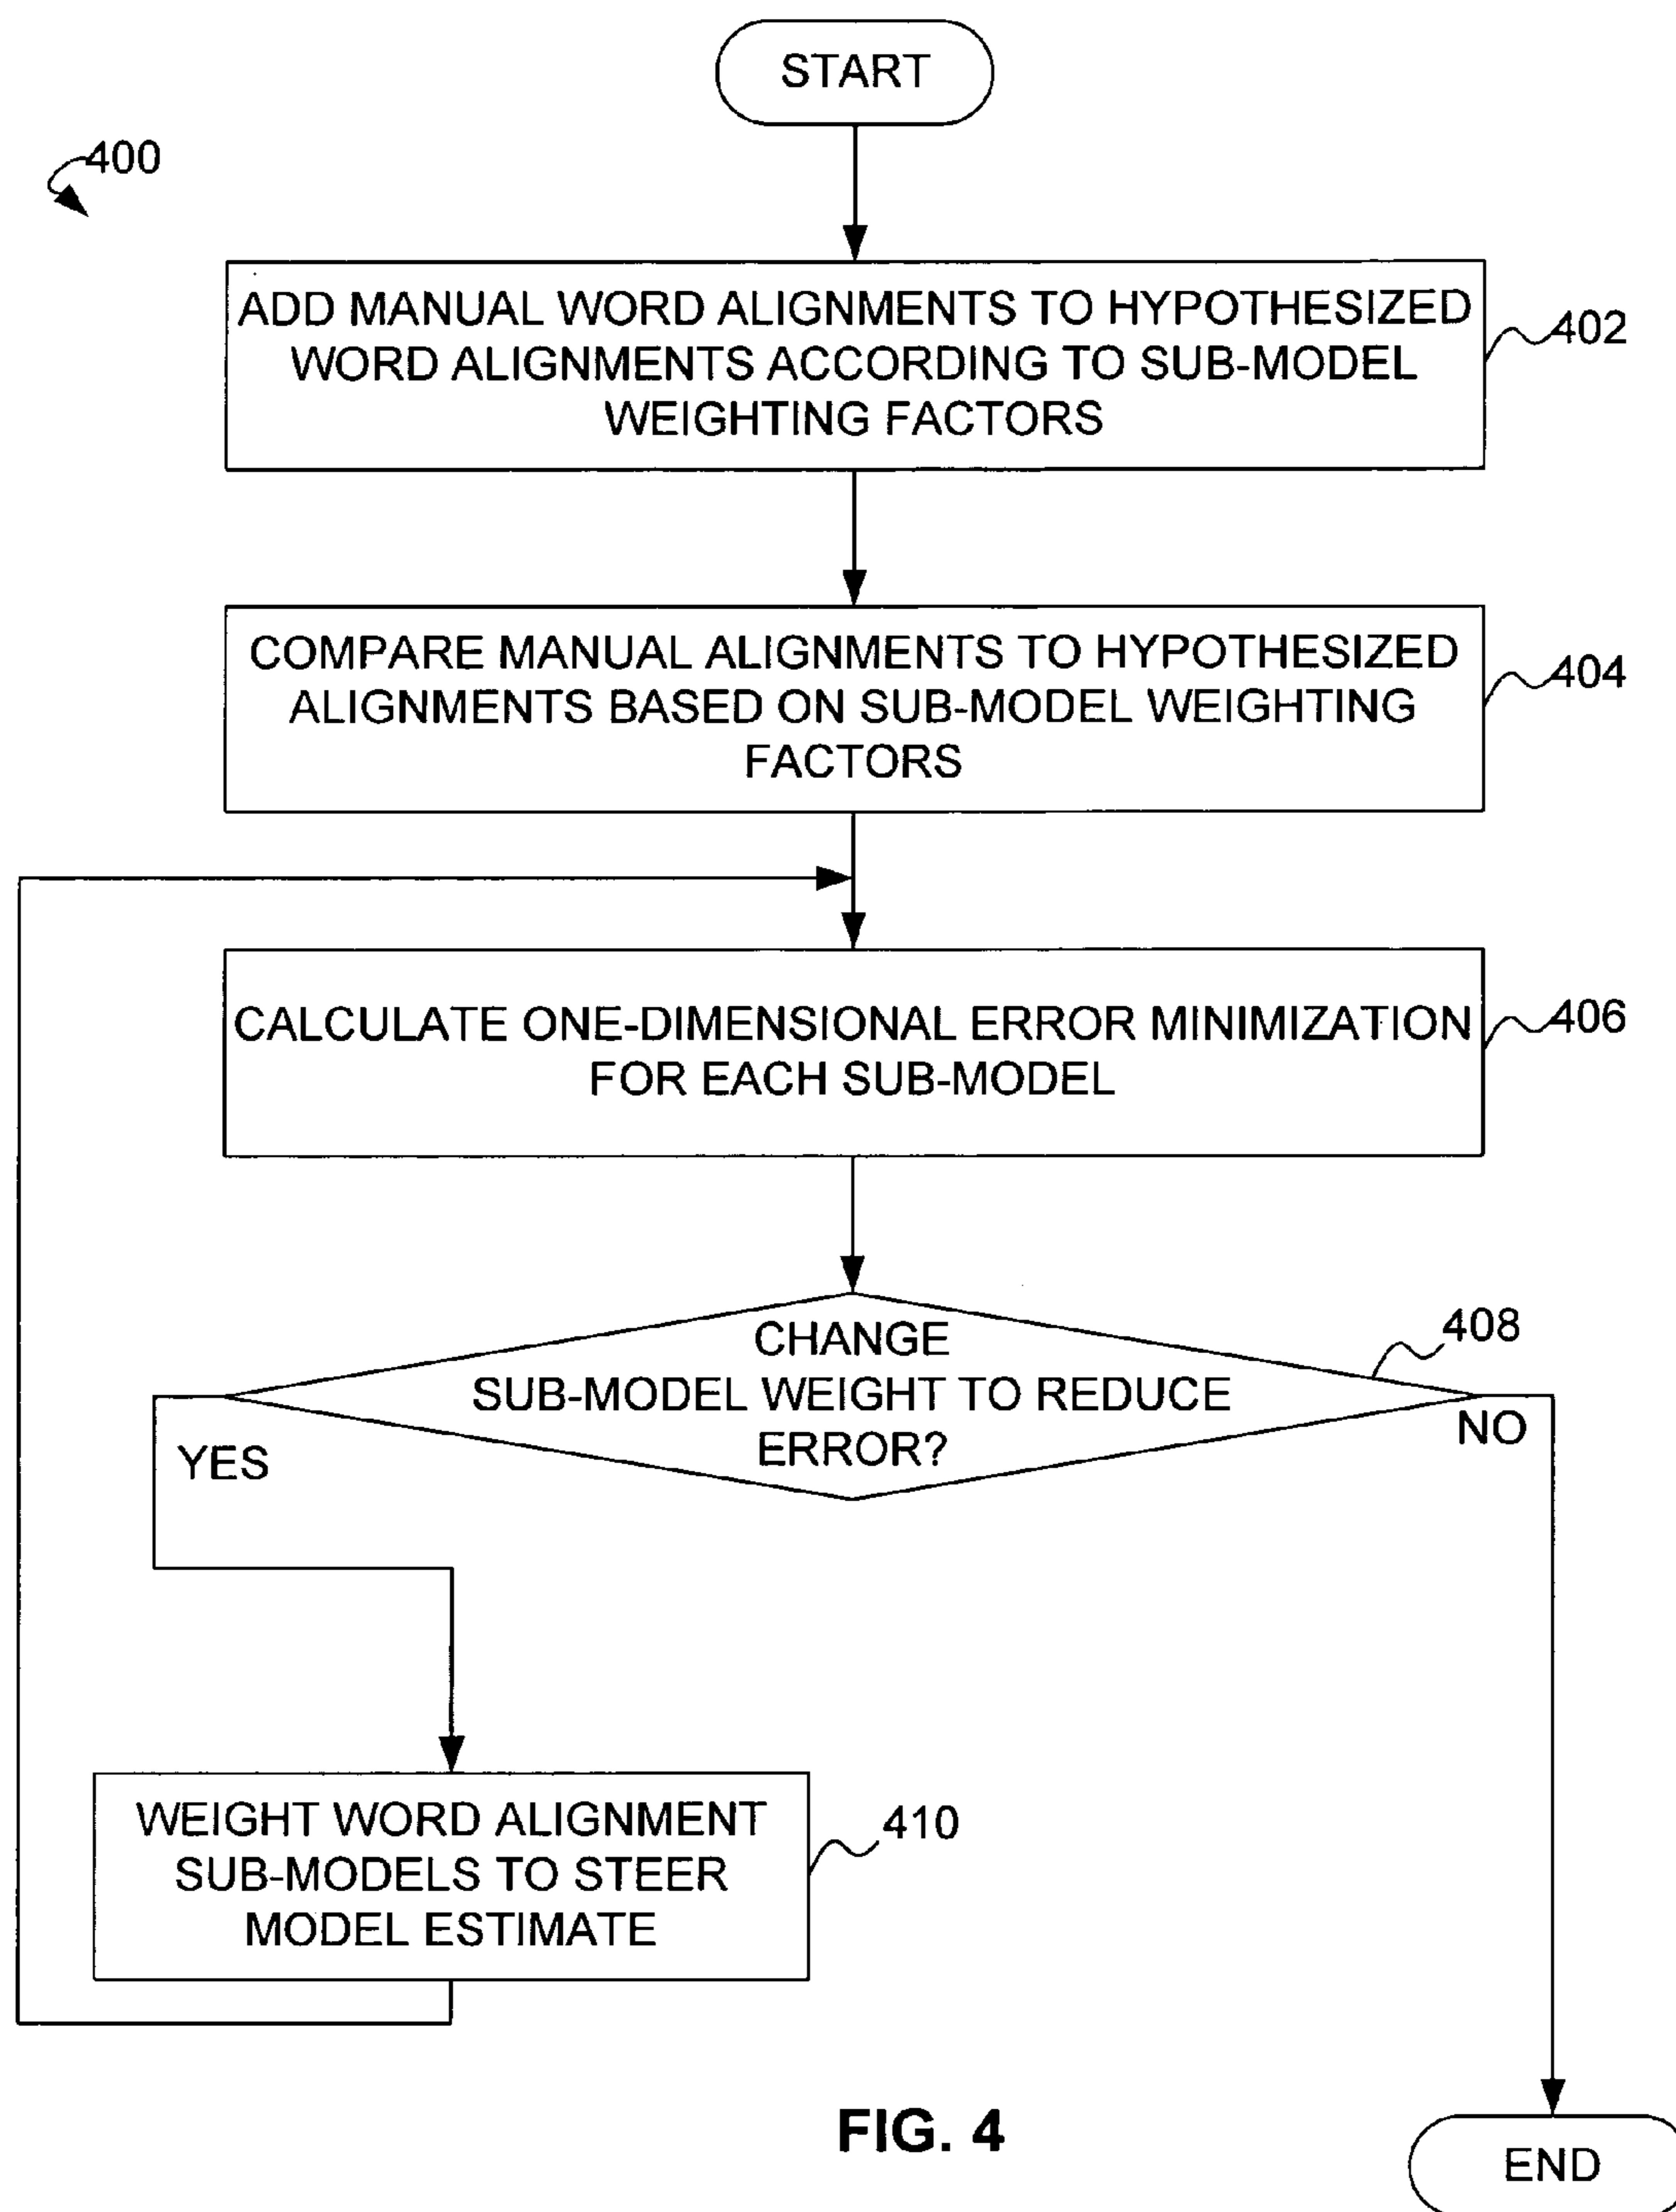 START
400
ADD MANUAL WORD ALIGNMENTS TO HYPOTHESIZED
WORD ALIGNMENTS ACCORDING TO SUB-MODEL
WEIGHTING FACTORS
402
COMPARE MANUAL ALIGNMENTS TO HYPOTHESIZED
ALIGNMENTS BASED ON SUB-MODEL WEIGHTING
FACTORS
404
CALCULATE ONE-DIMENSIONAL ERROR MINIMIZATION
FOR EACH SUB-MODEL
406
CHANGE
SUB-MODEL WEIGHT TO REDUCE
ERROR?
408
YES
NO
WEIGHT WORD ALIGNMENT
SUB-MODELS TO STEER
MODEL ESTIMATE
410
FIG. 4
END